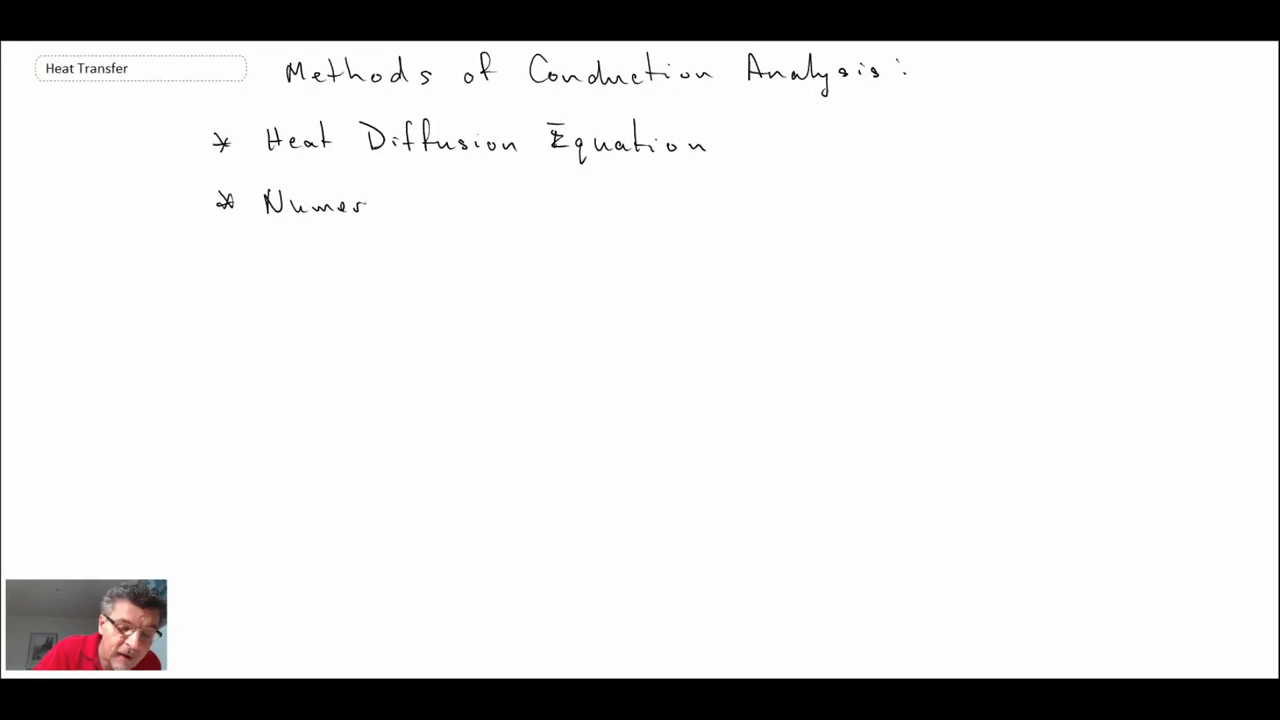 Heat Transfer
Methods of Conduction Analysis:
* Heat Diffusion Equation
* Numer